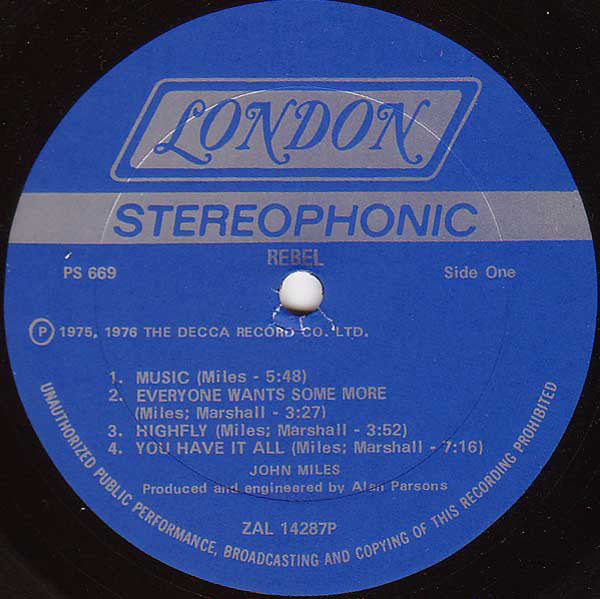 LONDON
STEREOPHONIC
REBEL
PS 669
Side One
℗ 1975, 1976 THE DECCA RECORD CO. LTD.
1. MUSIC (Miles - 5:48)
2. EVERYONE WANTS SOME MORE
(Miles; Marshall - 3:27)
3. HIGHFLY (Miles; Marshall - 3:52)
4. YOU HAVE IT ALL (Miles; Marshall - 7:16)
JOHN MILES
Produced and engineered by Alan Parsons
ZAL 14287P
UNAUTHORIZED PUBLIC PERFORMANCE, BROADCASTING AND COPYING OF THIS RECORDING PROHIBITED